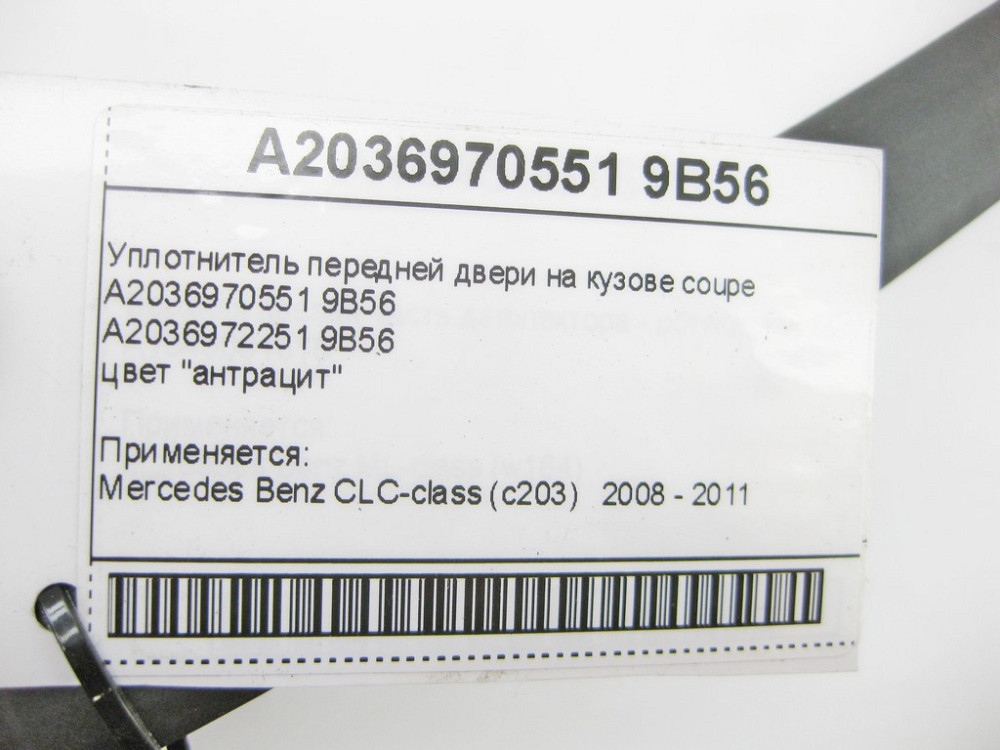 A2036970551 9B56
Уплотнитель передней двери на кузове coupe
A2036970551 9B56
A2036972251 9B56
цвет "антрацит"
Применяется:
Mercedes Benz CLC-class (c203) 2008 - 2011